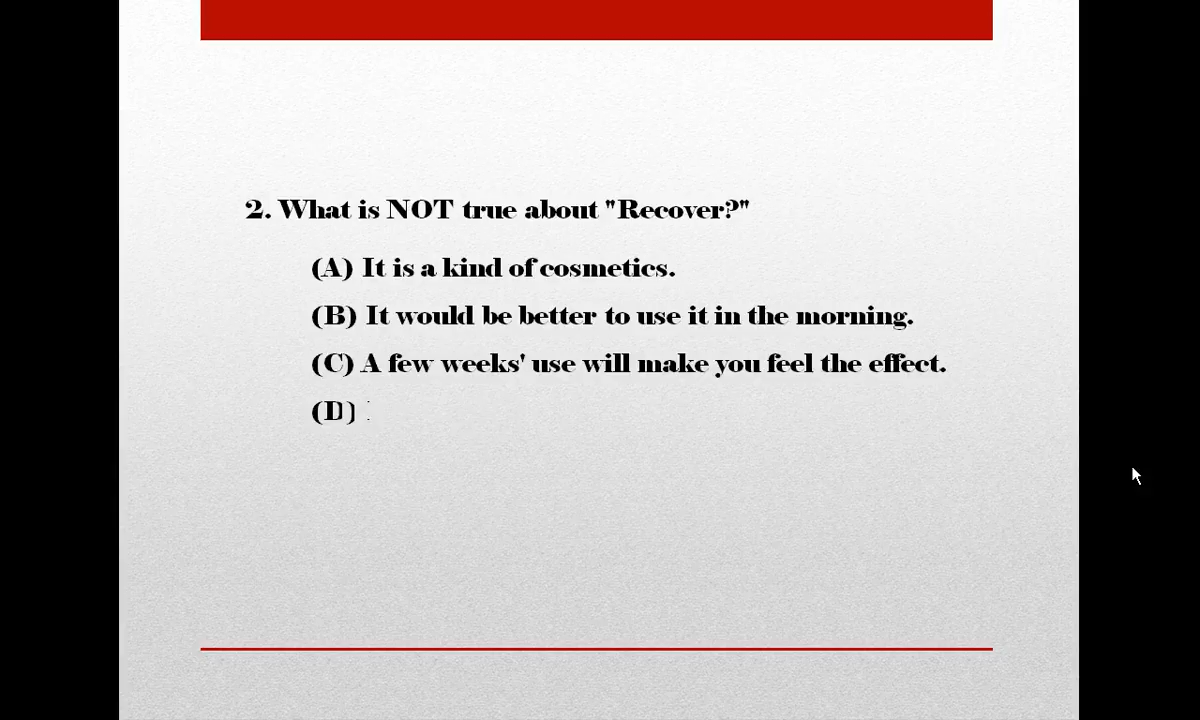 2. What is NOT true about "Recover?"
(A) It is a kind of cosmetics.
(B) It would be better to use it in the morning.
(C) A few weeks' use will make you feel the effect.
(D)